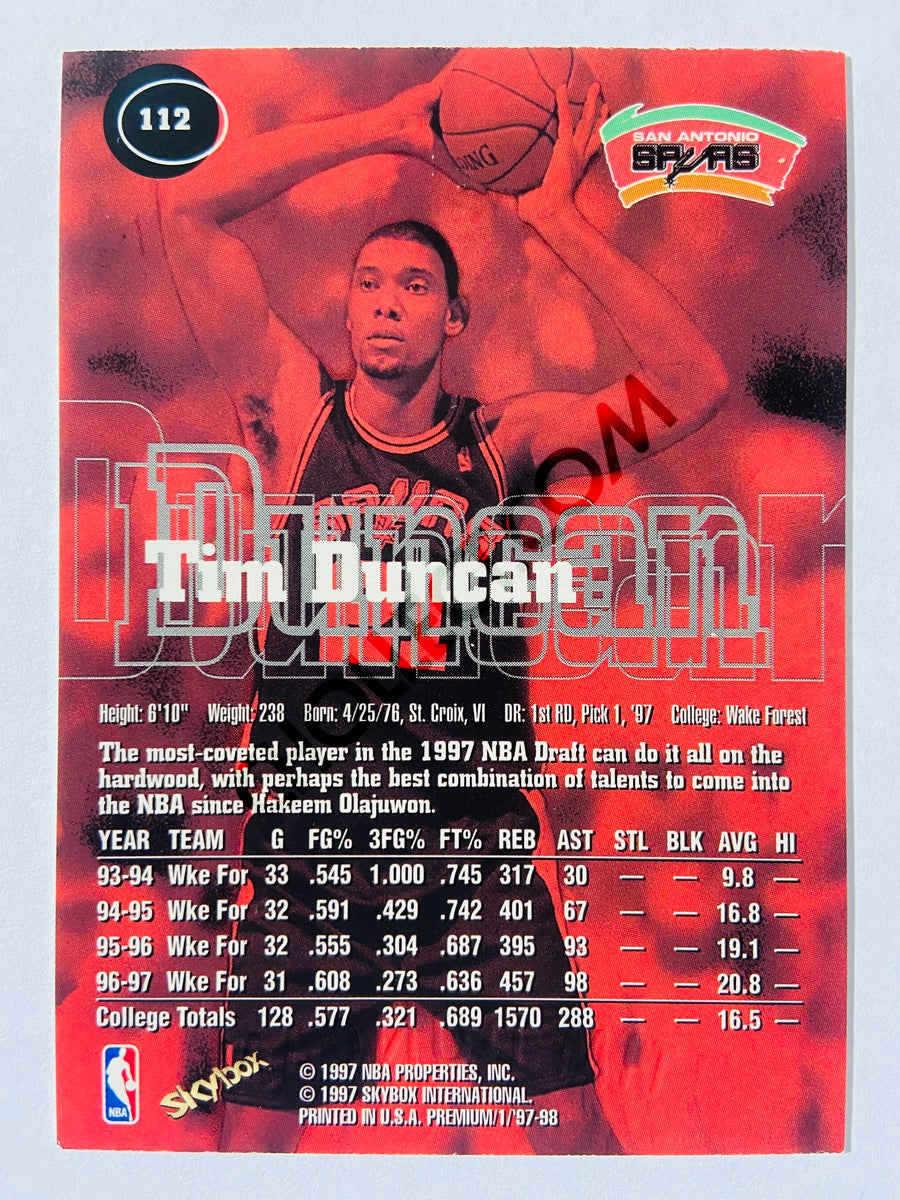 112
SAN ANTONIO
SPURS
Tim Duncan
Duncan
Height: 6'10" Weight: 238 Born: 4/25/76, St. Croix, VI DR: 1st RD, Pick 1, '97 College: Wake Forest
The most-coveted player in the 1997 NBA Draft can do it all on the
hardwood, with perhaps the best combination of talents to come into
the NBA since Hakeem Olajuwon.
YEAR TEAM G FG% 3FG% FT% REB AST STL BLK AVG HI
93-94 Wke For 33 .545 1.000 .745 317 30 — — 9.8 —
94-95 Wke For 32 .591 .429 .742 401 67 — — 16.8 —
95-96 Wke For 32 .555 .304 .687 395 93 — — 19.1 —
96-97 Wke For 31 .608 .273 .636 457 98 — — 20.8 —
College Totals 128 .577 .321 .689 1570 288 — — 16.5 —
NBA
skybox
© 1997 NBA PROPERTIES, INC.
© 1997 SKYBOX INTERNATIONAL.
PRINTED IN U.S.A. PREMIUM/1/'97-98